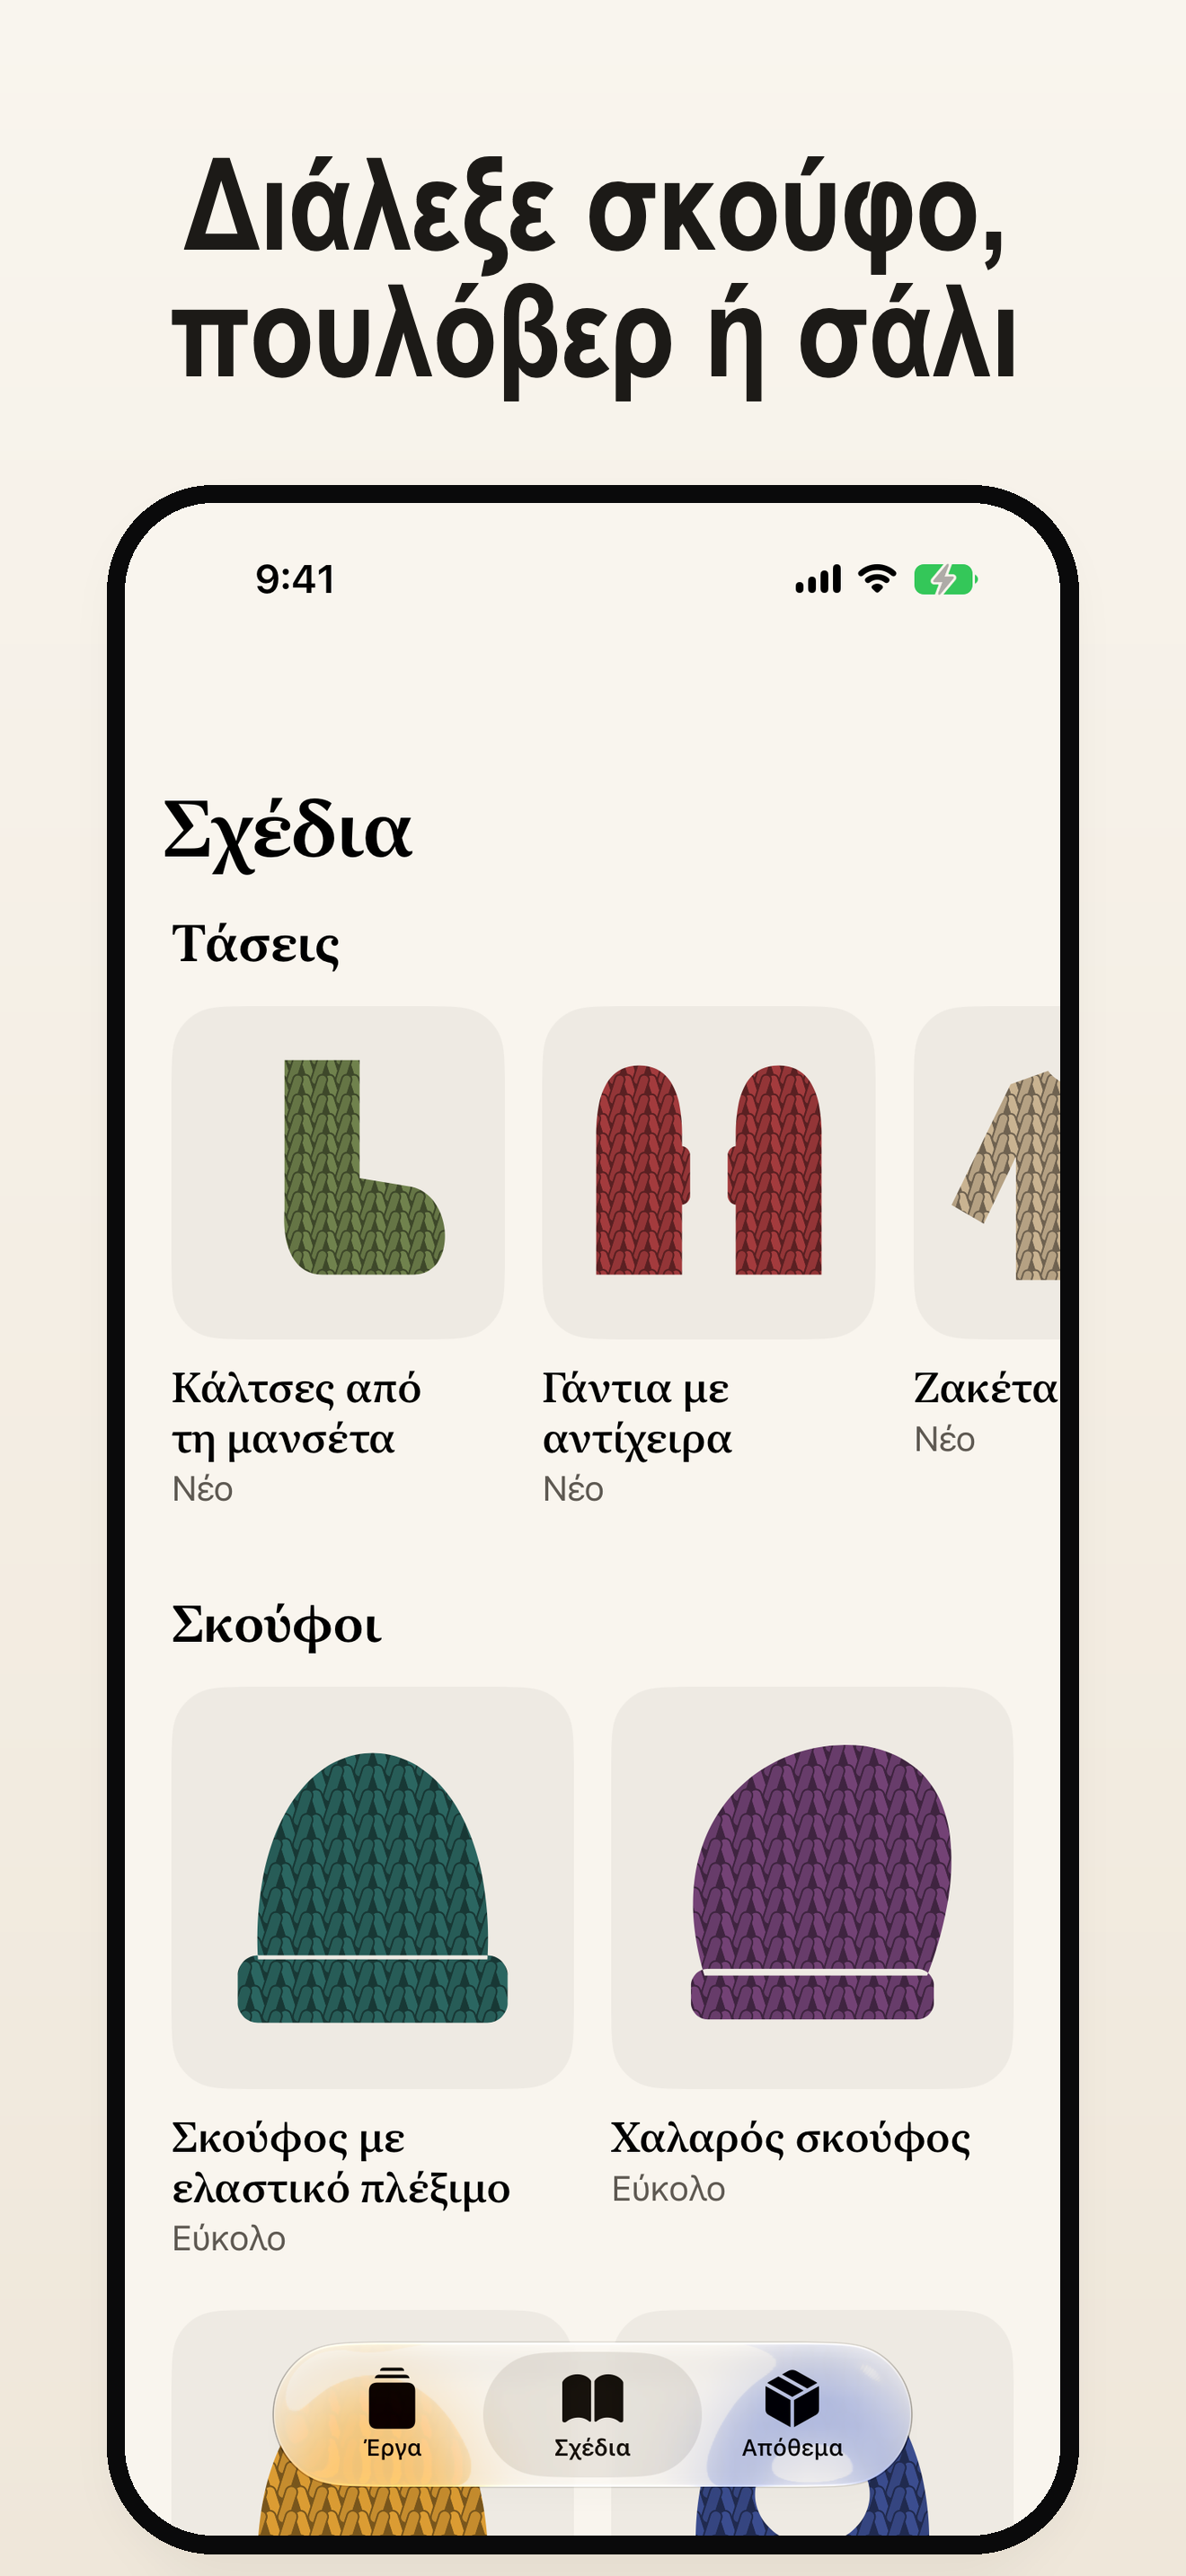 Διάλεξε σκούφο,
πουλόβερ ή σάλι
9:41
Σχέδια
Τάσεις
Κάλτσες από
τη μανσέτα
Νέο
Γάντια με
αντίχειρα
Νέο
Ζακέτα
Νέο
Σκούφοι
Σκούφος με
ελαστικό πλέξιμο
Εύκολο
Χαλαρός σκούφος
Εύκολο
Έργα
Σχέδια
Απόθεμα